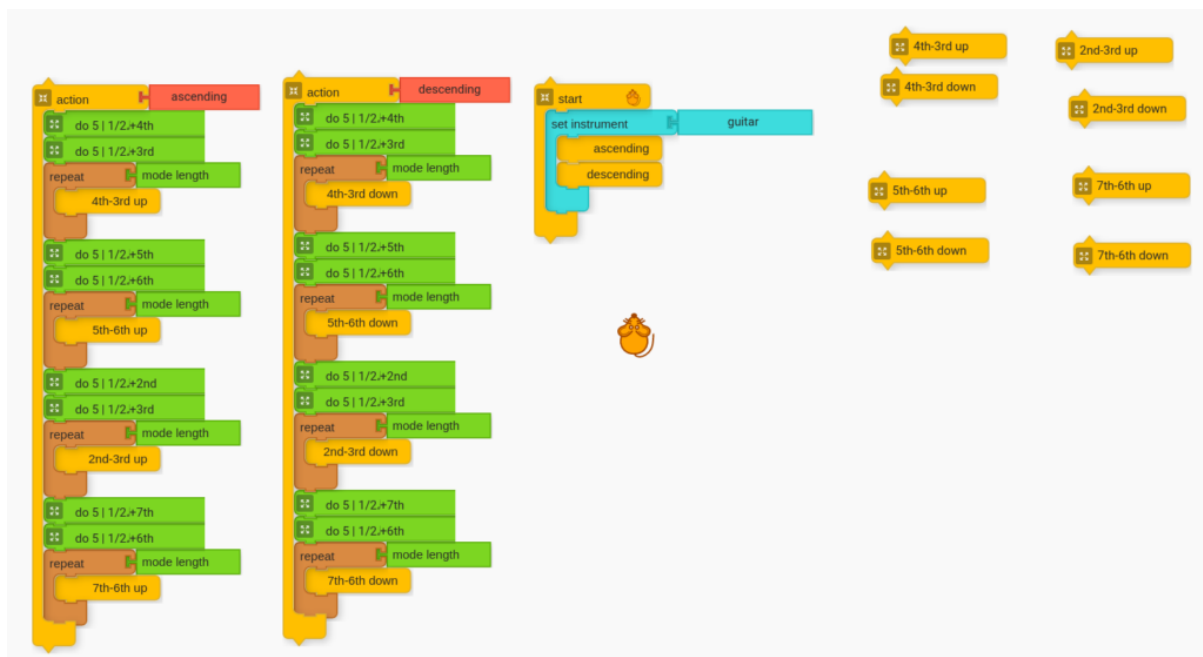 action ascending
do 5 | 1/2♩+4th
do 5 | 1/2♩+3rd
repeat mode length
4th-3rd up
do 5 | 1/2♩+5th
do 5 | 1/2♩+6th
repeat mode length
5th-6th up
do 5 | 1/2♩+2nd
do 5 | 1/2♩+3rd
repeat mode length
2nd-3rd up
do 5 | 1/2♩+7th
do 5 | 1/2♩+6th
repeat mode length
7th-6th up
action descending
do 5 | 1/2♩+4th
do 5 | 1/2♩+3rd
repeat mode length
4th-3rd down
do 5 | 1/2♩+5th
do 5 | 1/2♩+6th
repeat mode length
5th-6th down
do 5 | 1/2♩+2nd
do 5 | 1/2♩+3rd
repeat mode length
2nd-3rd down
do 5 | 1/2♩+7th
do 5 | 1/2♩+6th
repeat mode length
7th-6th down
start
set instrument guitar
ascending
descending
4th-3rd up
4th-3rd down
5th-6th up
5th-6th down
2nd-3rd up
2nd-3rd down
7th-6th up
7th-6th down